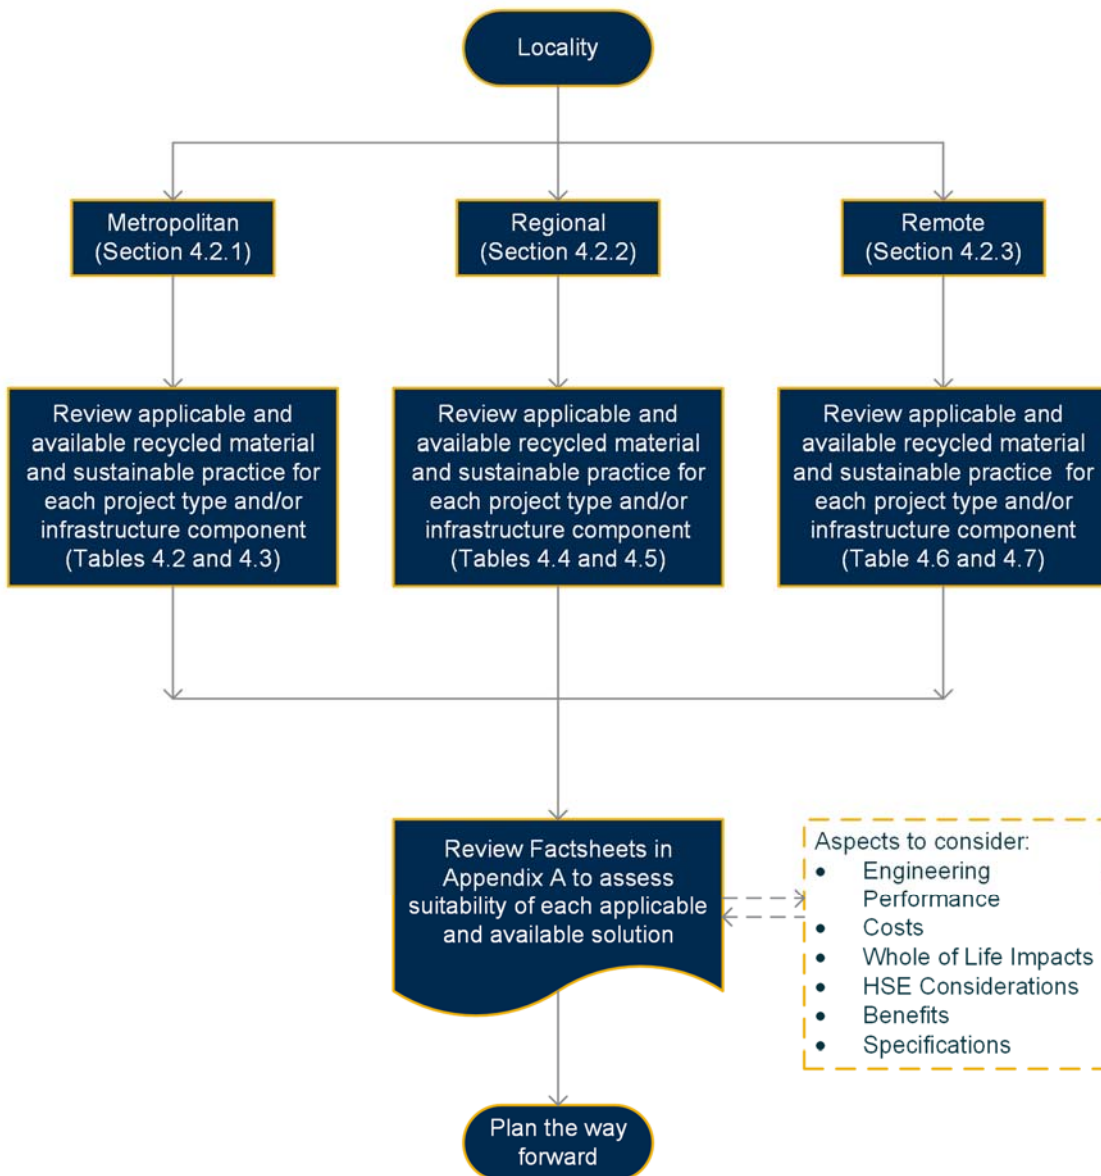 Locality
Metropolitan
(Section 4.2.1)
Regional
(Section 4.2.2)
Remote
(Section 4.2.3)
Review applicable and
available recycled material
and sustainable practice for
each project type and/or
infrastructure component
(Tables 4.2 and 4.3)
Review applicable and
available recycled material
and sustainable practice for
each project type and/or
infrastructure component
(Tables 4.4 and 4.5)
Review applicable and
available recycled material
and sustainable practice for
each project type and/or
infrastructure component
(Table 4.6 and 4.7)
Review Factsheets in
Appendix A to assess
suitability of each applicable
and available solution
Aspects to consider:
• Engineering
Performance
• Costs
• Whole of Life Impacts
• HSE Considerations
• Benefits
• Specifications
Plan the way
forward